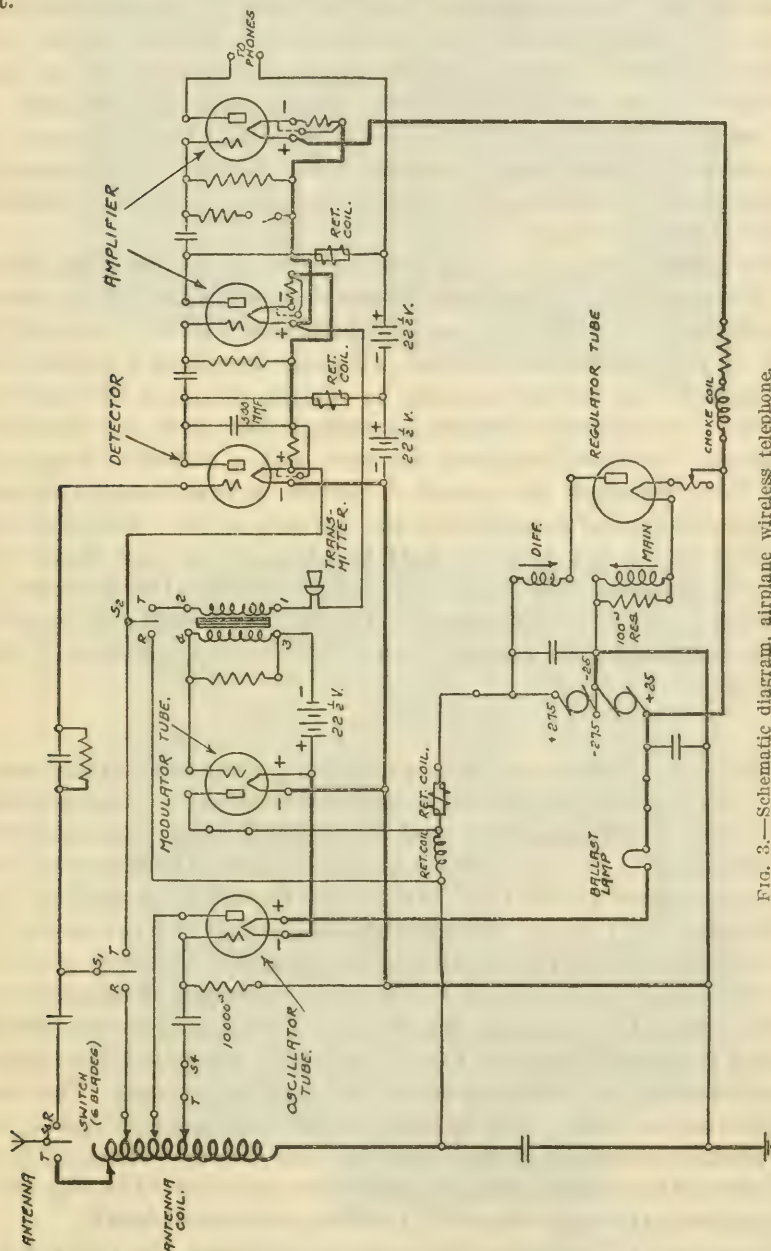 t.
ANTENNA
T
S3
R
SWITCH
(6 BLADES)
ANTENNA
COIL.
R
S1
T
T
S4
10000ω
OSCILLATOR
TUBE.
-
+
MODULATOR TUBE.
-
+
+
-
22½ V.
S2
T
R
2
1
4
3
TRANS-
MITTER.
DETECTOR
-
+
500
MMF
RET.
COIL.
-
22½ V.
AMPLIFIER
+
-
RET.
COIL.
-
+
22½ V.
+
-
TO
PHONES
RET. COIL
RET. COIL.
+275
-275
-25
+25
BALLAST
LAMP
DIFF.
MAIN
100ω
RES.
REGULATOR TUBE
CHOKE COIL
FIG. 3.—Schematic diagram, airplane wireless telephone.